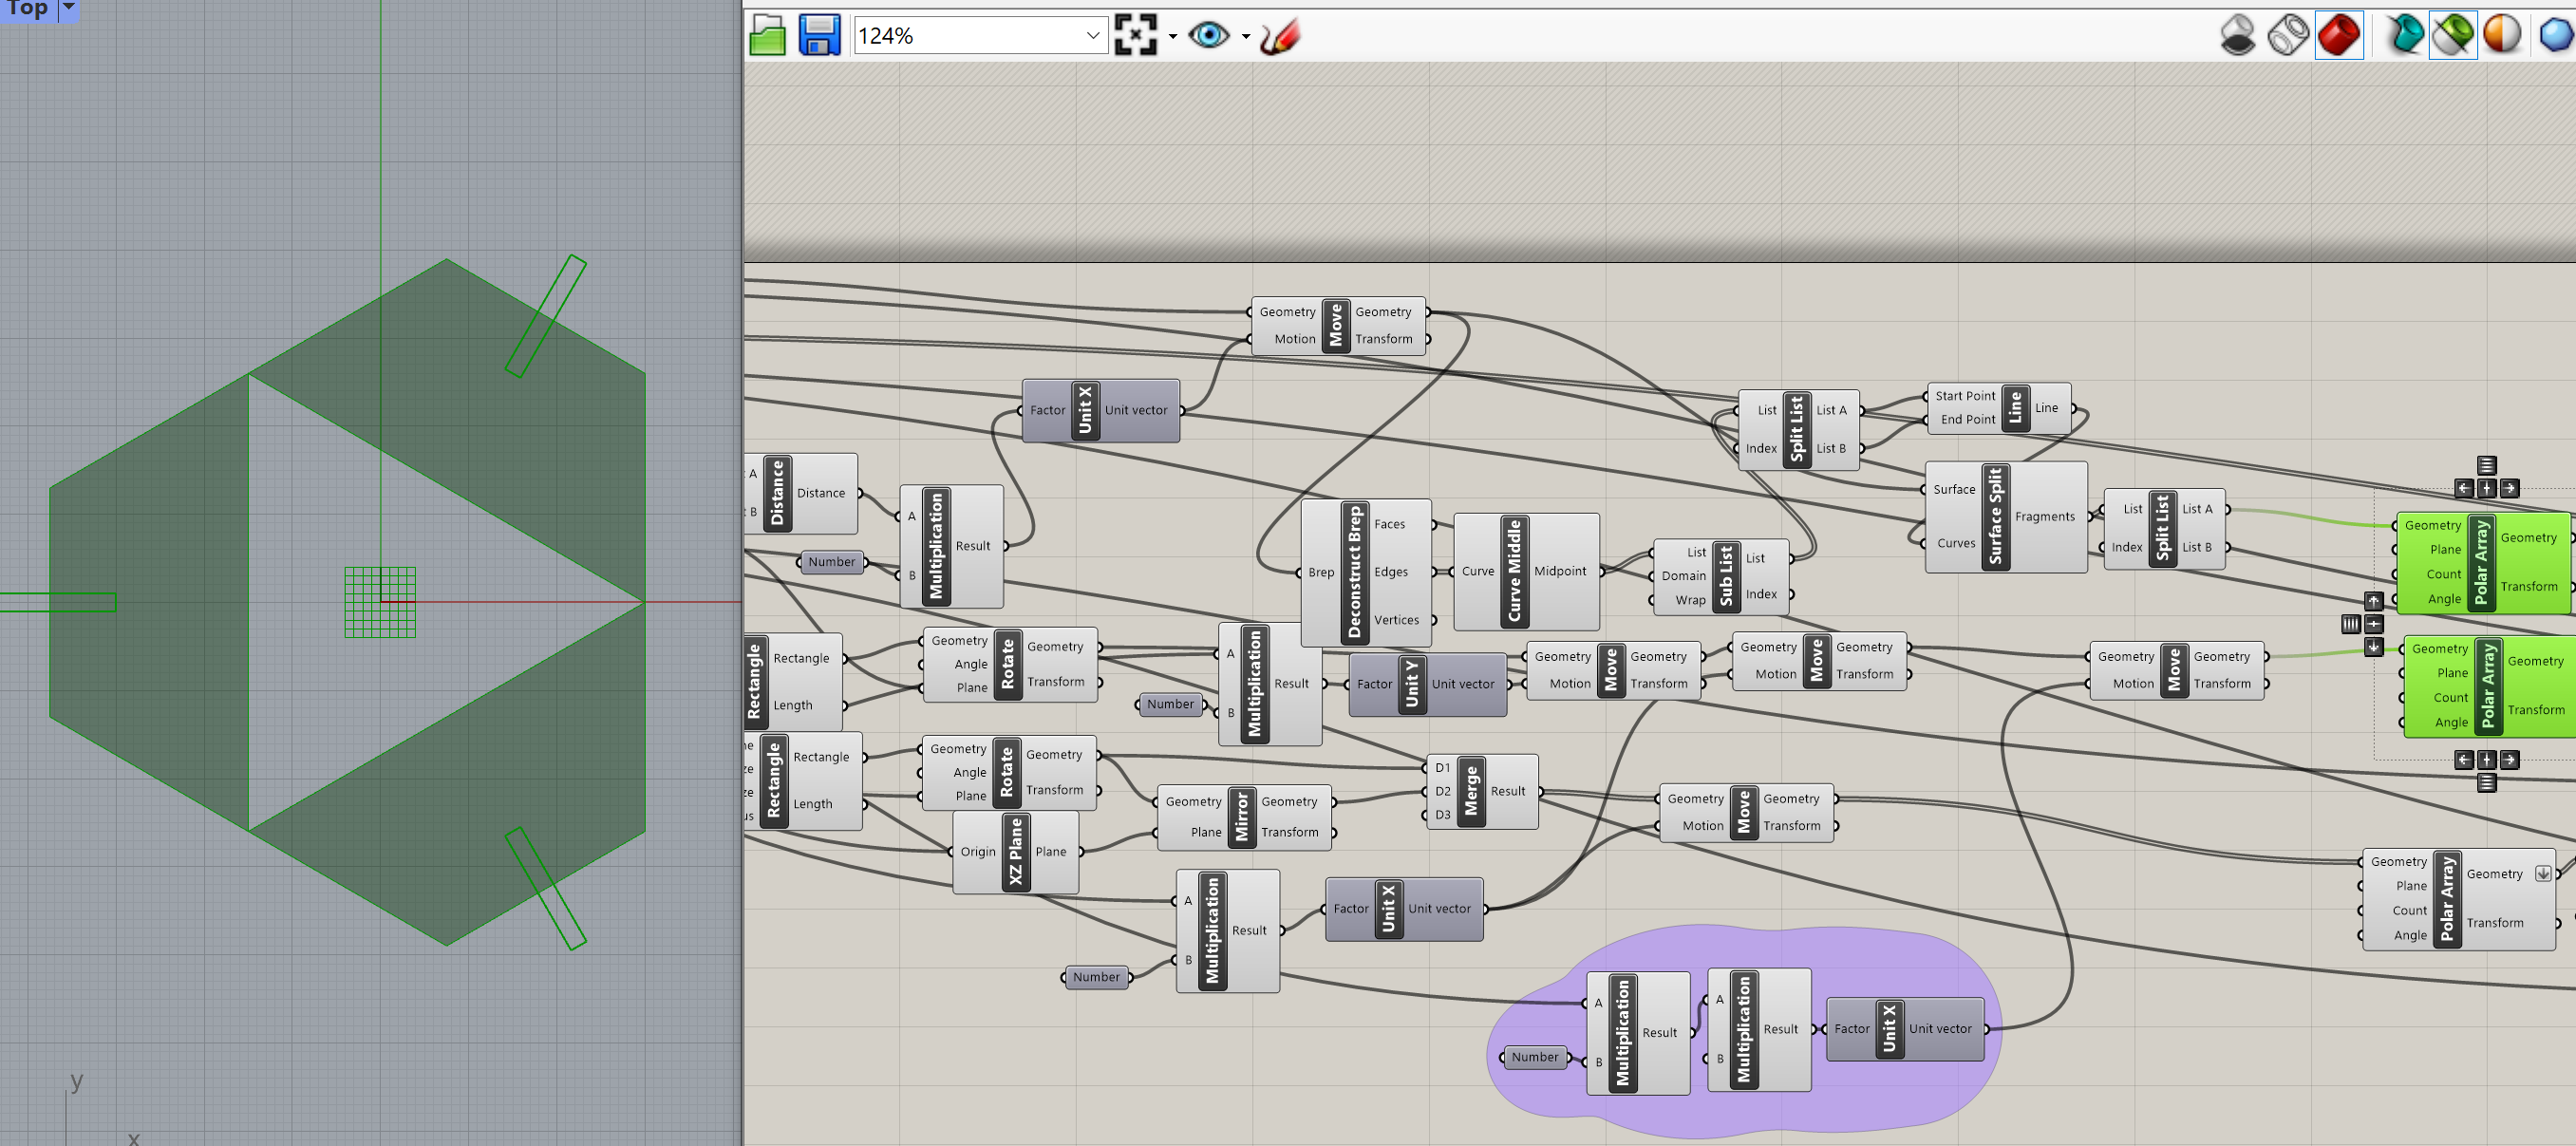 Top
124%
Geometry Move Geometry
Motion Transform
Factor Unit X Unit vector
List Split List List A
Index List B
Start Point Line Line
End Point
A Distance Distance
B
A Multiplication Result
B
Number
Surface Surface Split Fragments
Curves
List Split List List A
Index List B
Geometry Polar Array Geometry
Plane
Count
Angle Transform
Brep Deconstruct Brep Faces
Edges
Vertices
Curve Curve Middle Midpoint
List Sub List List
Domain
Wrap Index
Rectangle Rectangle
Length
Geometry Rotate Geometry
Angle
Plane Transform
A Multiplication Result
B
Number
Factor Unit Y Unit vector
Geometry Move Geometry
Motion Transform
Geometry Move Geometry
Motion Transform
Geometry Move Geometry
Motion Transform
Geometry Polar Array Geometry
Plane
Count
Angle Transform
ne Rectangle Rectangle
ze
ze Length
us
Geometry Rotate Geometry
Angle
Plane Transform
Origin XZ Plane Plane
Geometry Mirror Geometry
Plane Transform
D1 Merge Result
D2
D3
Geometry Move Geometry
Motion Transform
Geometry Polar Array Geometry
Plane
Count
Angle Transform
A Multiplication Result
B
Number
Factor Unit X Unit vector
Number
A Multiplication Result
B
A Multiplication Result
B
Factor Unit X Unit vector
y
x